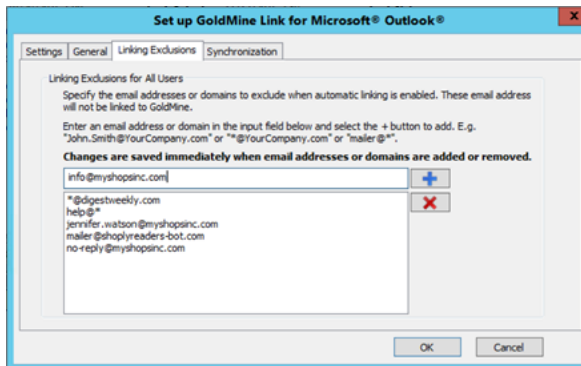 Set up GoldMine Link for Microsoft® Outlook®
x
Settings General Linking Exclusions Synchronization
Linking Exclusions for All Users
Specify the email addresses or domains to exclude when automatic linking is enabled. These email address
will not be linked to GoldMine.
Enter an email address or domain in the input field below and select the + button to add. E.g.
"John.Smith@YourCompany.com" or "*@YourCompany.com" or "mailer@*".
Changes are saved immediately when email addresses or domains are added or removed.
info@myshopsinc.com
*@digestweekly.com
help@*
jennifer.watson@myshopsinc.com
mailer@shoplyreaders-bot.com
no-reply@myshopsinc.com
OK Cancel